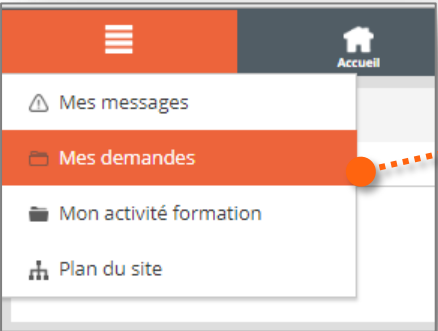 Accueil
Mes messages
Mes demandes
Mon activité formation
Plan du site